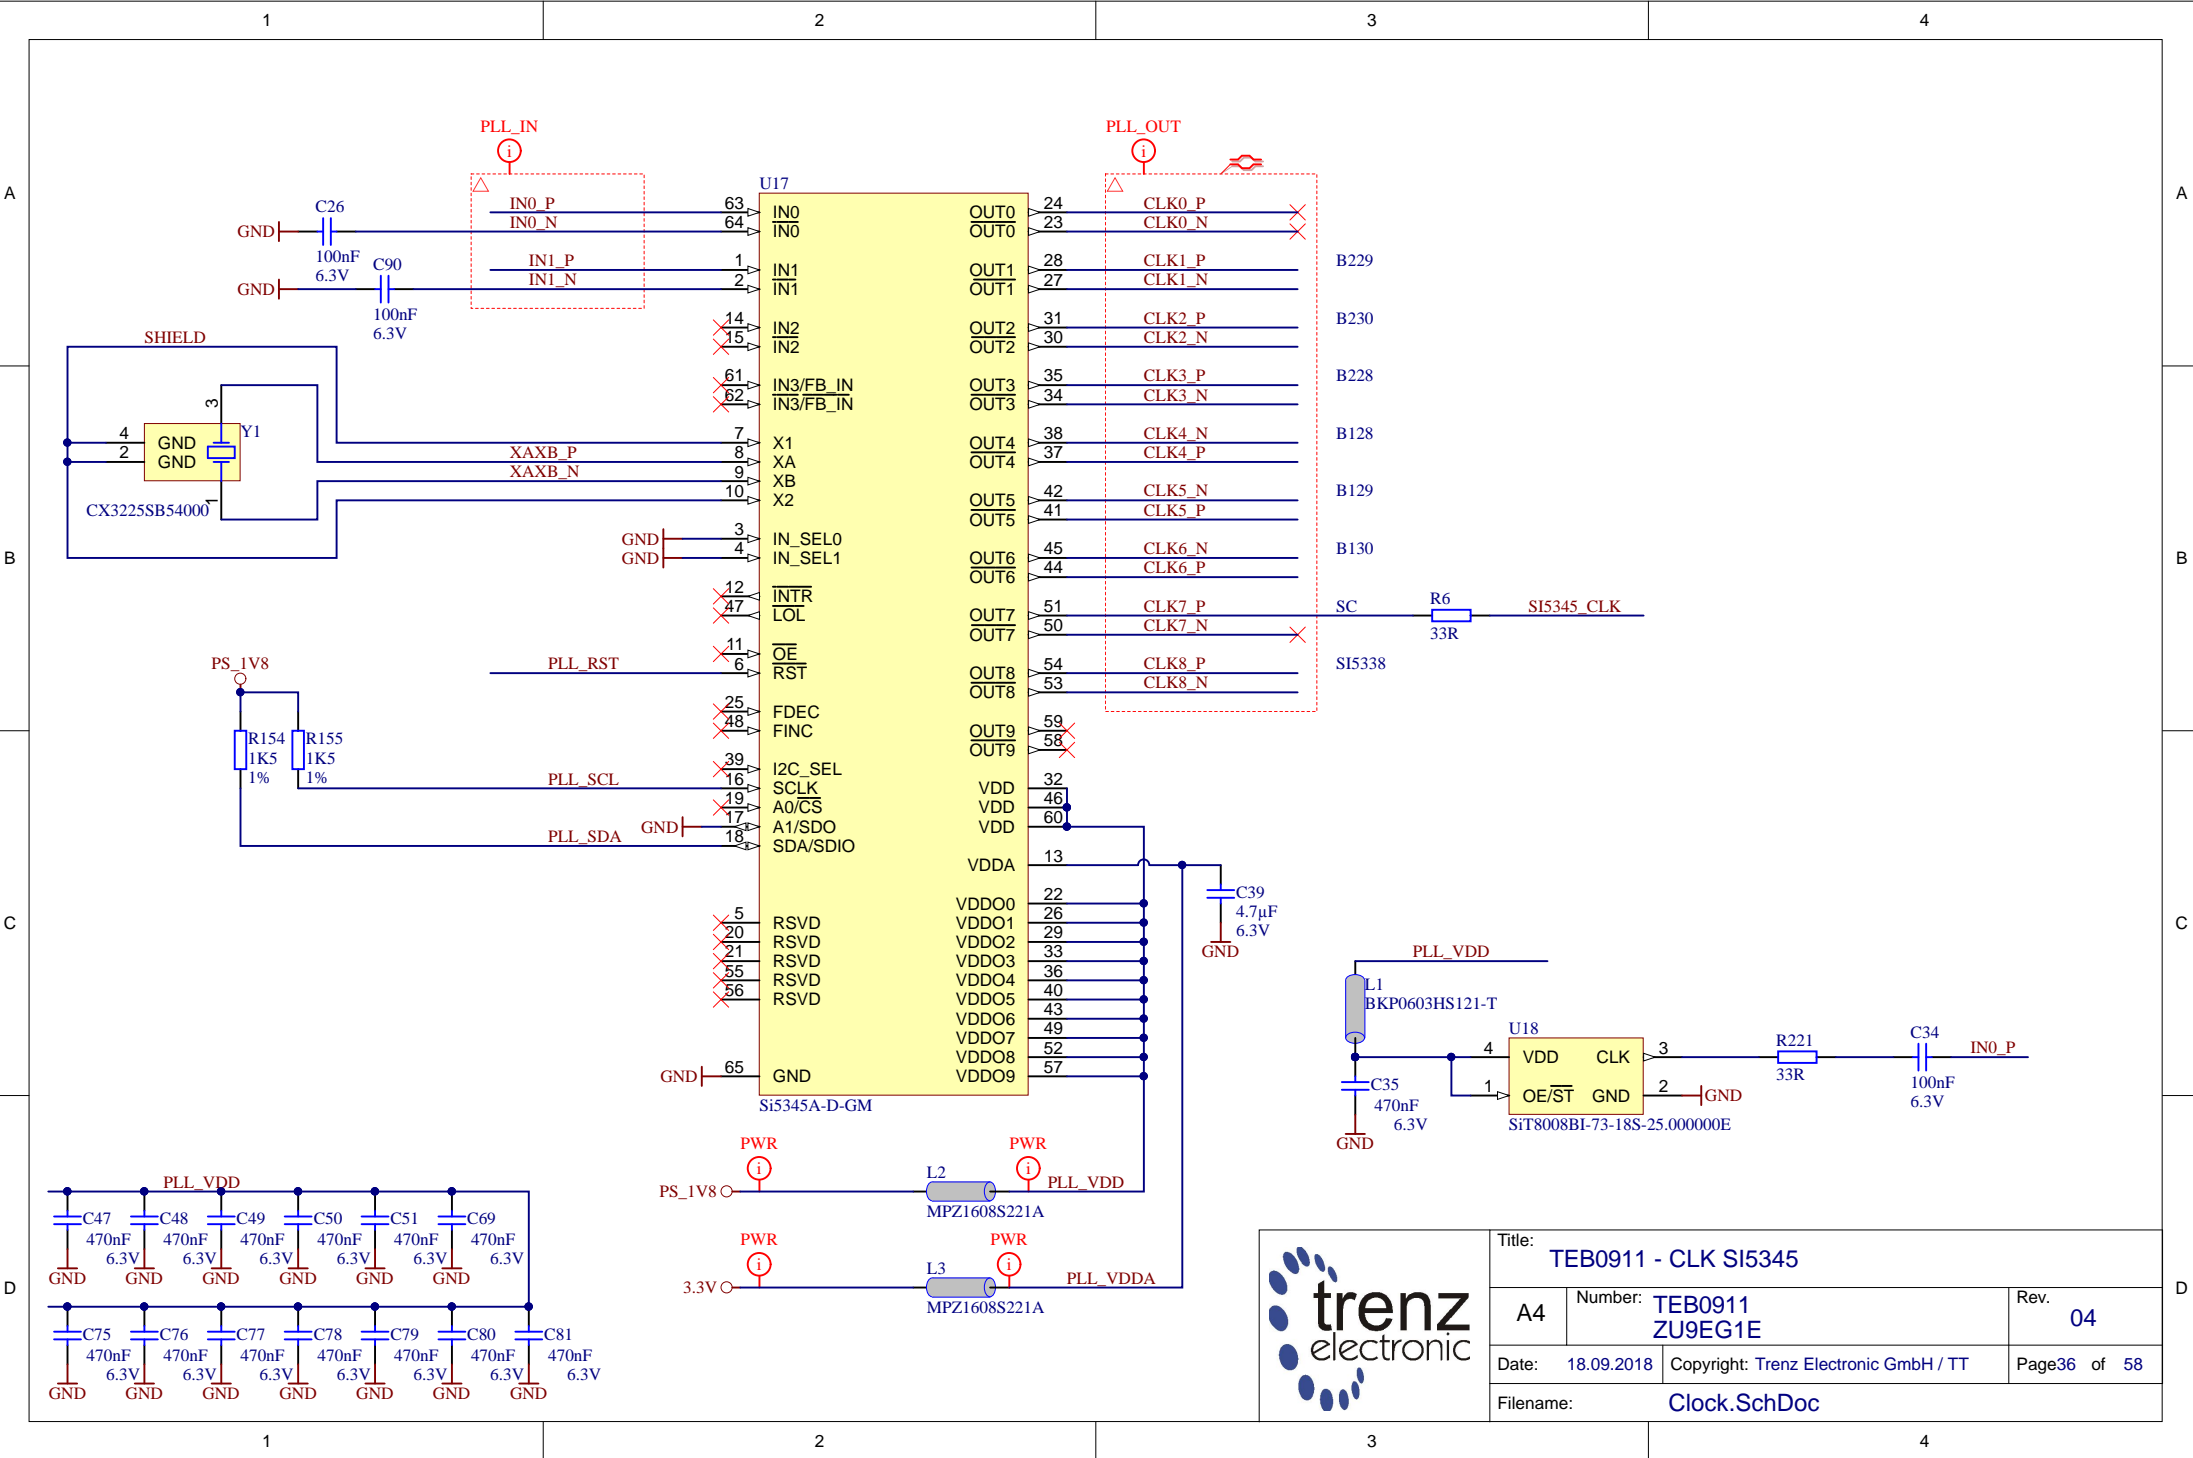 1 2 3 4
A A
B B
C C
D D
PLL_IN
PLL_OUT
U17
C26
GND
100nF
6.3V
C90
GND
100nF
6.3V
IN0_P 63 IN0
IN0_N 64 IN0
IN1_P 1 IN1
IN1_N 2 IN1
14 IN2
15 IN2
61 IN3/FB_IN
62 IN3/FB_IN
SHIELD
3
4 GND
2 GND
Y1
1
CX3225SB54000
7 X1
XAXB_P 8 XA
XAXB_N 9 XB
10 X2
GND 3 IN_SEL0
GND 4 IN_SEL1
12 INTR
47 LOL
11 OE
PLL_RST 6 RST
25 FDEC
48 FINC
39 I2C_SEL
PLL_SCL 16 SCLK
19 A0/CS
GND 17 A1/SDO
PLL_SDA 18 SDA/SDIO
PS_1V8
R154
1K5
1%
R155
1K5
1%
5 RSVD
20 RSVD
21 RSVD
55 RSVD
56 RSVD
GND 65 GND
Si5345A-D-GM
OUT0 24 CLK0_P
OUT0 23 CLK0_N
OUT1 28 CLK1_P B229
OUT1 27 CLK1_N
OUT2 31 CLK2_P B230
OUT2 30 CLK2_N
OUT3 35 CLK3_P B228
OUT3 34 CLK3_N
OUT4 38 CLK4_N B128
OUT4 37 CLK4_P
OUT5 42 CLK5_N B129
OUT5 41 CLK5_P
OUT6 45 CLK6_N B130
OUT6 44 CLK6_P
OUT7 51 CLK7_P SC
OUT7 50 CLK7_N
R6
33R
SI5345_CLK
OUT8 54 CLK8_P SI5338
OUT8 53 CLK8_N
OUT9 59
OUT9 58
VDD 32
VDD 46
VDD 60
VDDA 13
VDDO0 22
VDDO1 26
VDDO2 29
VDDO3 33
VDDO4 36
VDDO5 40
VDDO6 43
VDDO7 49
VDDO8 52
VDDO9 57
C39
4.7µF
6.3V
GND
PLL_VDD
L1
BKP0603HS121-T
C35
470nF
6.3V
GND
U18
4 VDD CLK 3
1 OE/ST GND 2 GND
SiT8008BI-73-18S-25.000000E
R221
33R
C34
100nF
6.3V
IN0_P
PWR PWR
PS_1V8 L2 PLL_VDD
MPZ1608S221A
PWR PWR
3.3V L3 PLL_VDDA
MPZ1608S221A
PLL_VDD
C47 C48 C49 C50 C51 C69
470nF 470nF 470nF 470nF 470nF 470nF
6.3V 6.3V 6.3V 6.3V 6.3V 6.3V
GND GND GND GND GND GND
C75 C76 C77 C78 C79 C80 C81
470nF 470nF 470nF 470nF 470nF 470nF 470nF
6.3V 6.3V 6.3V 6.3V 6.3V 6.3V 6.3V
GND GND GND GND GND GND GND
trenz
electronic
Title:
TEB0911 - CLK SI5345
A4
Number: TEB0911
ZU9EG1E
Rev.
04
Date: 18.09.2018 Copyright: Trenz Electronic GmbH / TT Page36 of 58
Filename: Clock.SchDoc
1 2 3 4